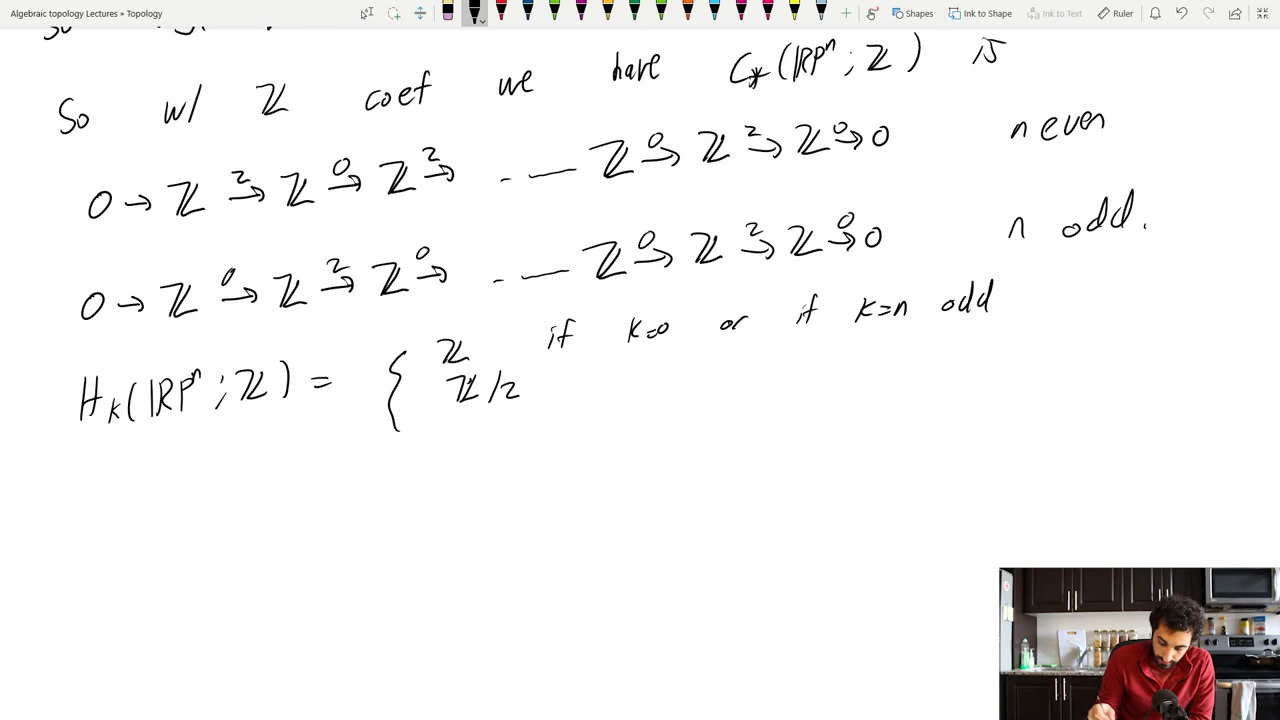 Algebraic topology Lectures » Topology
Shapes Ink to Shape Ink to Text Ruler
So w/ ℤ coef we have C_*(ℝP^n ; ℤ) is
0 → ℤ →^2 ℤ →^0 ℤ →^2 . — ℤ →^0 ℤ →^2 ℤ →^0 0 n even
0 → ℤ →^0 ℤ →^2 ℤ →^0 . — ℤ →^0 ℤ →^2 ℤ →^0 0 n odd.
H_k(ℝP^n ; ℤ) = { ℤ if k=0 or if k=n odd
ℤ/2